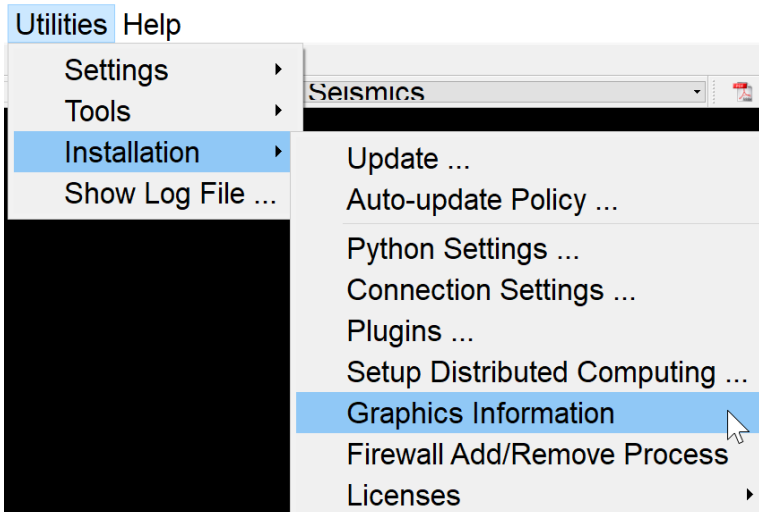 Utilities Help
Settings
Seismics
Tools
Installation
Show Log File ...
Update ...
Auto-update Policy ...
Python Settings ...
Connection Settings ...
Plugins ...
Setup Distributed Computing ...
Graphics Information
Firewall Add/Remove Process
Licenses